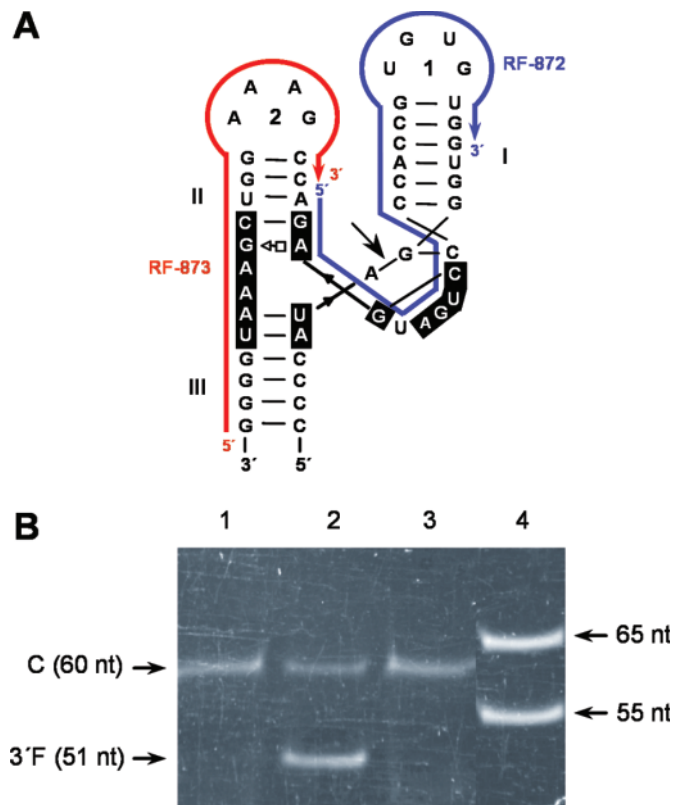 A
G U
U 1 G
RF-872
A A
A 2 G
G U
C G
C G
3´
I
A U
C G
C G
G C
G C
3´
5´
U A
II
C G
G A
RF-873
A
A
A U
U A
G C
G C
G C
G C
III
A G C
C
U
G
A
U
G
5´
3´ 5´
B
1 2 3 4
C (60 nt)
65 nt
55 nt
3´F (51 nt)